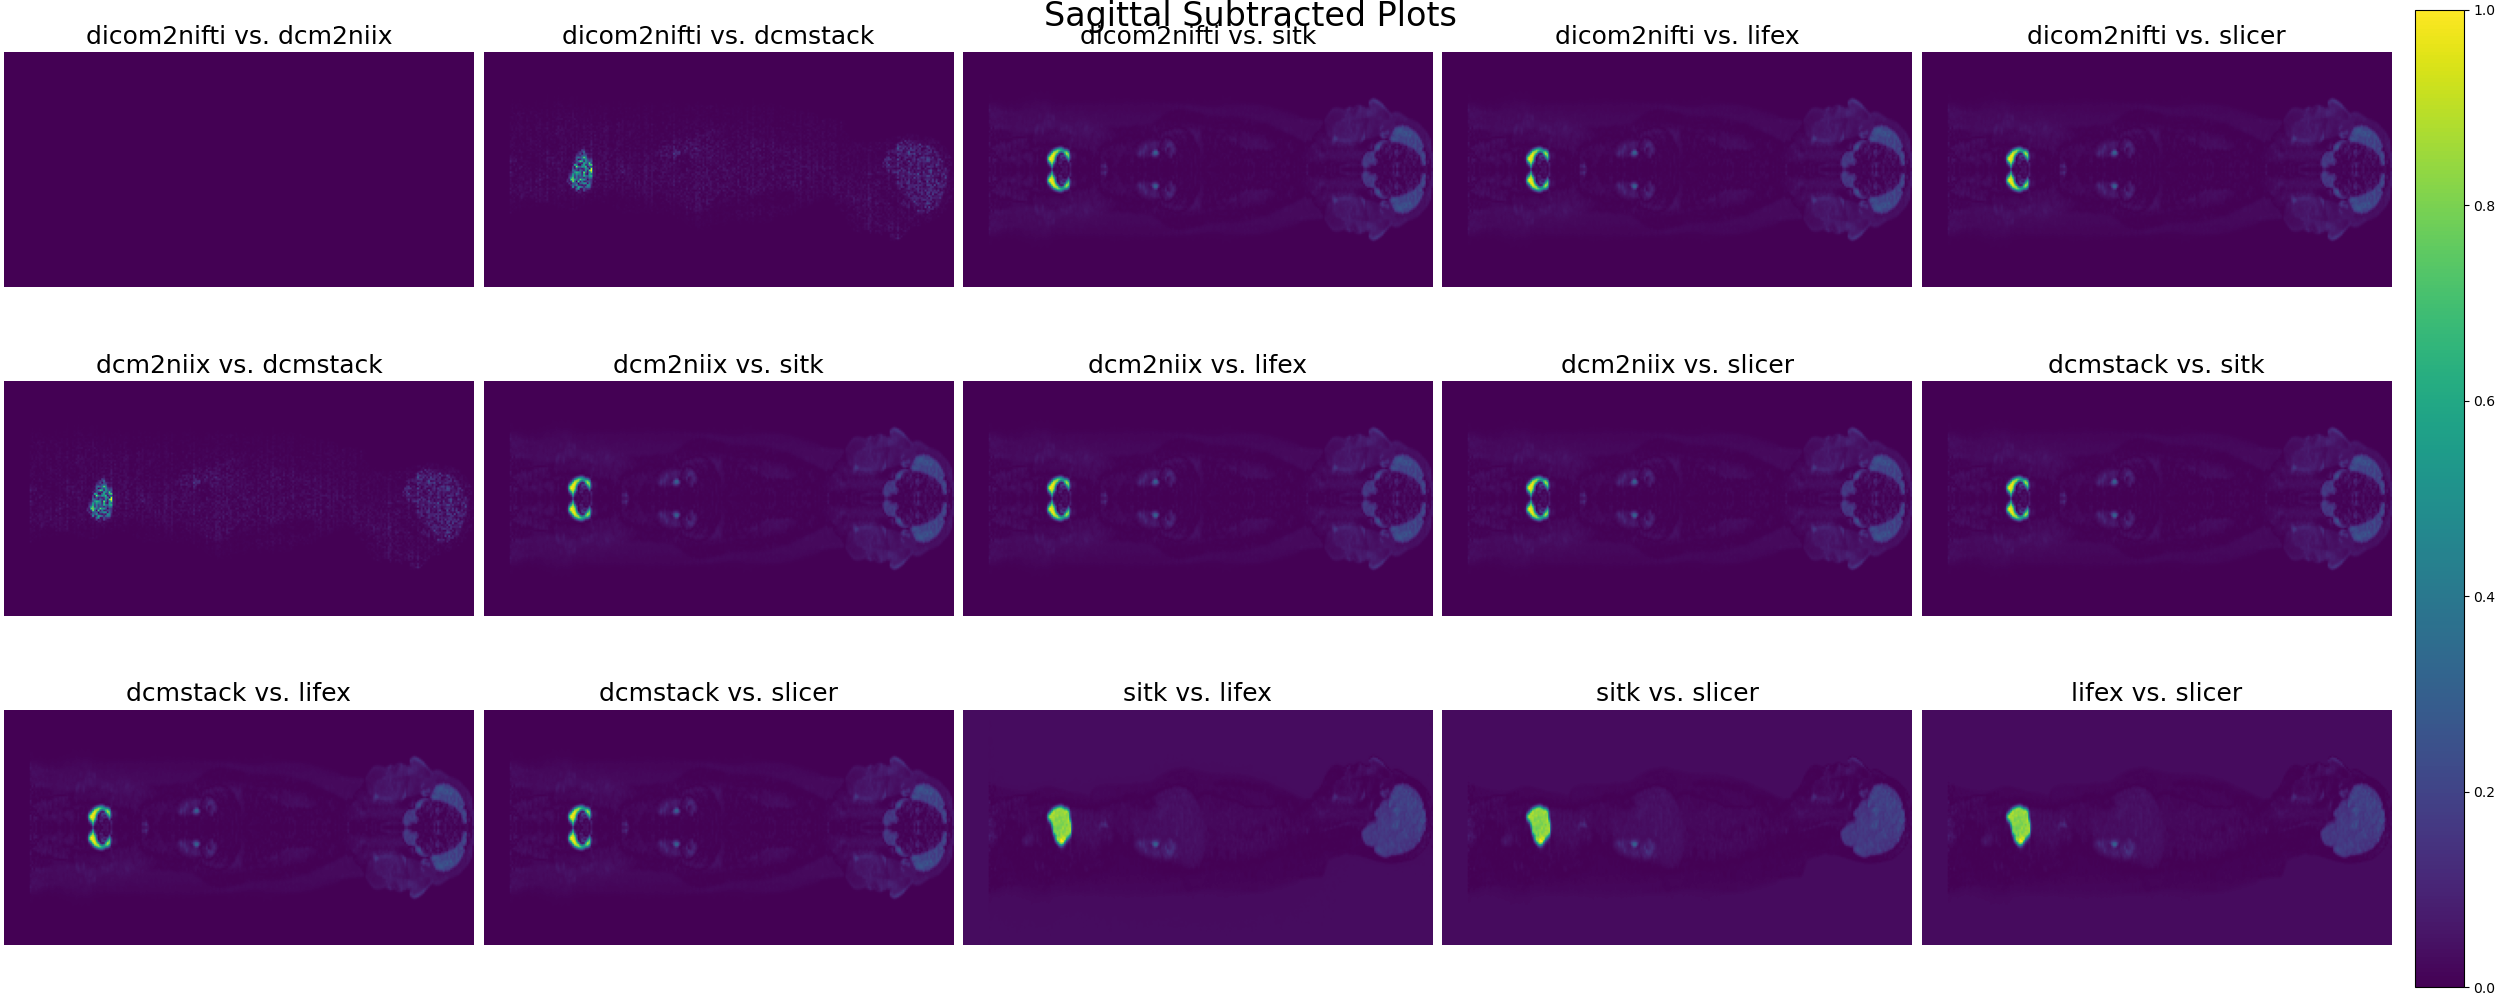 Sagittal Subtracted Plots
dicom2nifti vs. dcm2niix
dicom2nifti vs. dcmstack
dicom2nifti vs. sitk
dicom2nifti vs. lifex
dicom2nifti vs. slicer
dcm2niix vs. dcmstack
dcm2niix vs. sitk
dcm2niix vs. lifex
dcm2niix vs. slicer
dcmstack vs. sitk
dcmstack vs. lifex
dcmstack vs. slicer
sitk vs. lifex
sitk vs. slicer
lifex vs. slicer
1.0
0.8
0.6
0.4
0.2
0.0